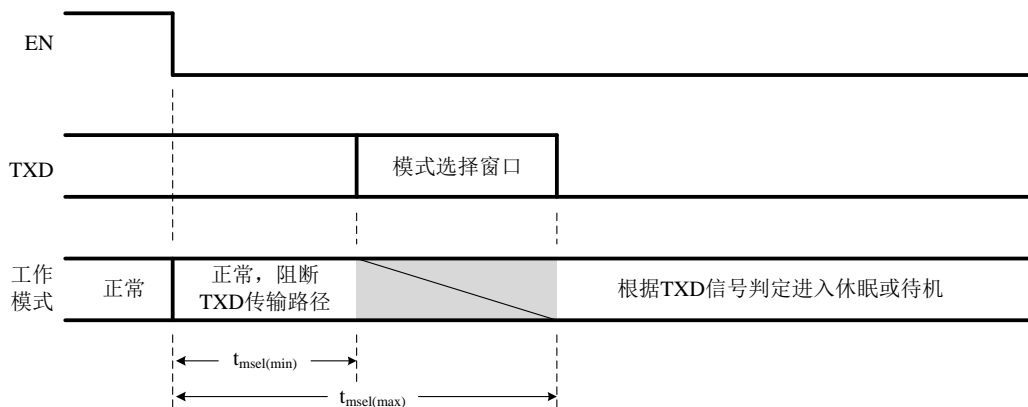 EN
TXD
模式选择窗口
工作
模式
正常
正常，阻断
TXD传输路径
根据TXD信号判定进入休眠或待机
tmsel(min)
tmsel(max)